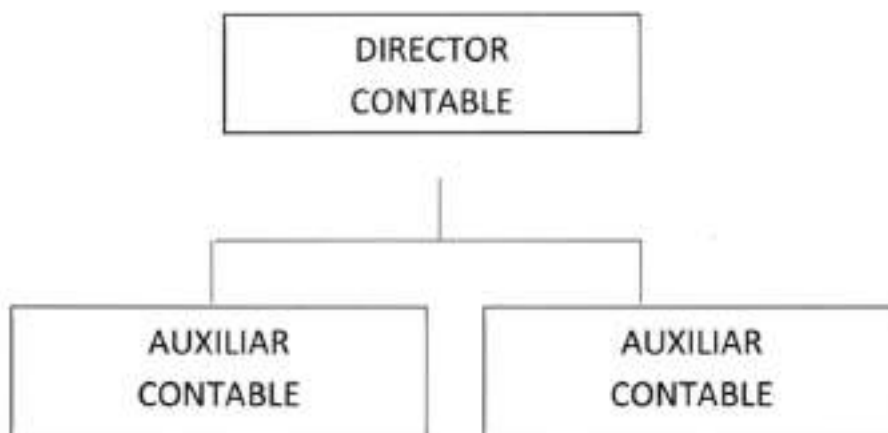 DIRECTOR
CONTABLE
AUXILIAR
CONTABLE
AUXILIAR
CONTABLE